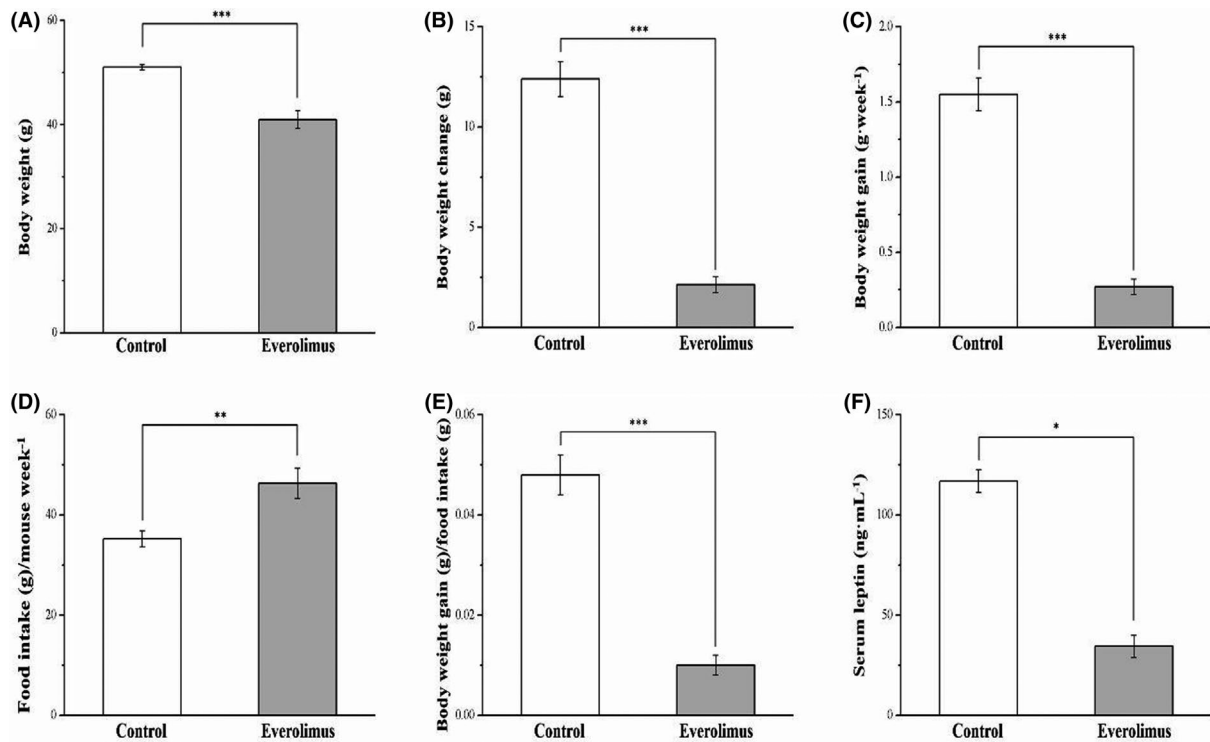 (A)
Body weight (g)
60
40
20
0
***
Control
Everolimus
(B)
Body weight change (g)
15
10
5
0
***
Control
Everolimus
(C)
Body weight gain (g·week⁻¹)
2.0
1.5
1.0
0.5
0.0
***
Control
Everolimus
(D)
Food intake (g)/mouse week⁻¹
60
40
20
0
**
Control
Everolimus
(E)
Body weight gain (g)/food intake (g)
0.06
0.04
0.02
0.00
***
Control
Everolimus
(F)
Serum leptin (ng·mL⁻¹)
150
100
50
0
*
Control
Everolimus